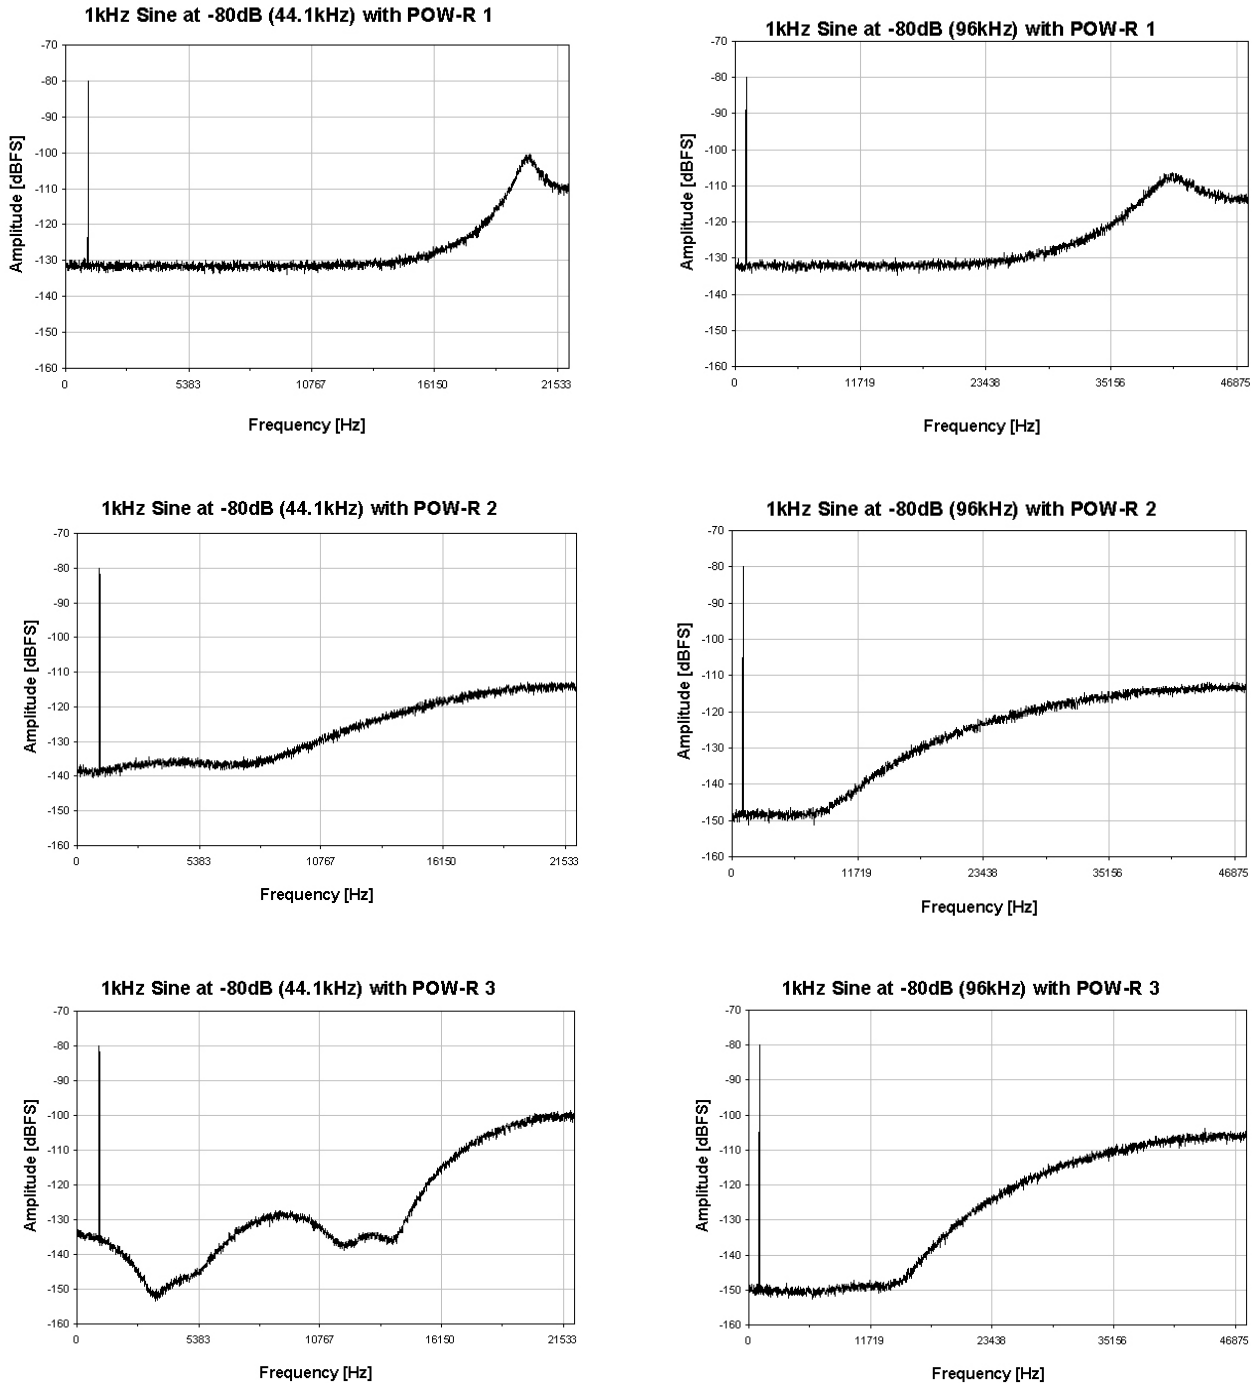 1kHz Sine at -80dB (44.1kHz) with POW-R 1
-70
-80
-90
-100
-110
-120
-130
-140
-150
-160
Amplitude [dBFS]
0 5383 10767 16150 21533
Frequency [Hz]
1kHz Sine at -80dB (96kHz) with POW-R 1
-70
-80
-90
-100
-110
-120
-130
-140
-150
-160
Amplitude [dBFS]
0 11719 23438 35156 46875
Frequency [Hz]
1kHz Sine at -80dB (44.1kHz) with POW-R 2
-70
-80
-90
-100
-110
-120
-130
-140
-150
-160
Amplitude [dBFS]
0 5383 10767 16150 21533
Frequency [Hz]
1kHz Sine at -80dB (96kHz) with POW-R 2
-70
-80
-90
-100
-110
-120
-130
-140
-150
-160
Amplitude [dBFS]
0 11719 23438 35156 46875
Frequency [Hz]
1kHz Sine at -80dB (44.1kHz) with POW-R 3
-70
-80
-90
-100
-110
-120
-130
-140
-150
-160
Amplitude [dBFS]
0 5383 10767 16150 21533
Frequency [Hz]
1kHz Sine at -80dB (96kHz) with POW-R 3
-70
-80
-90
-100
-110
-120
-130
-140
-150
-160
Amplitude [dBFS]
0 11719 23438 35156 46875
Frequency [Hz]